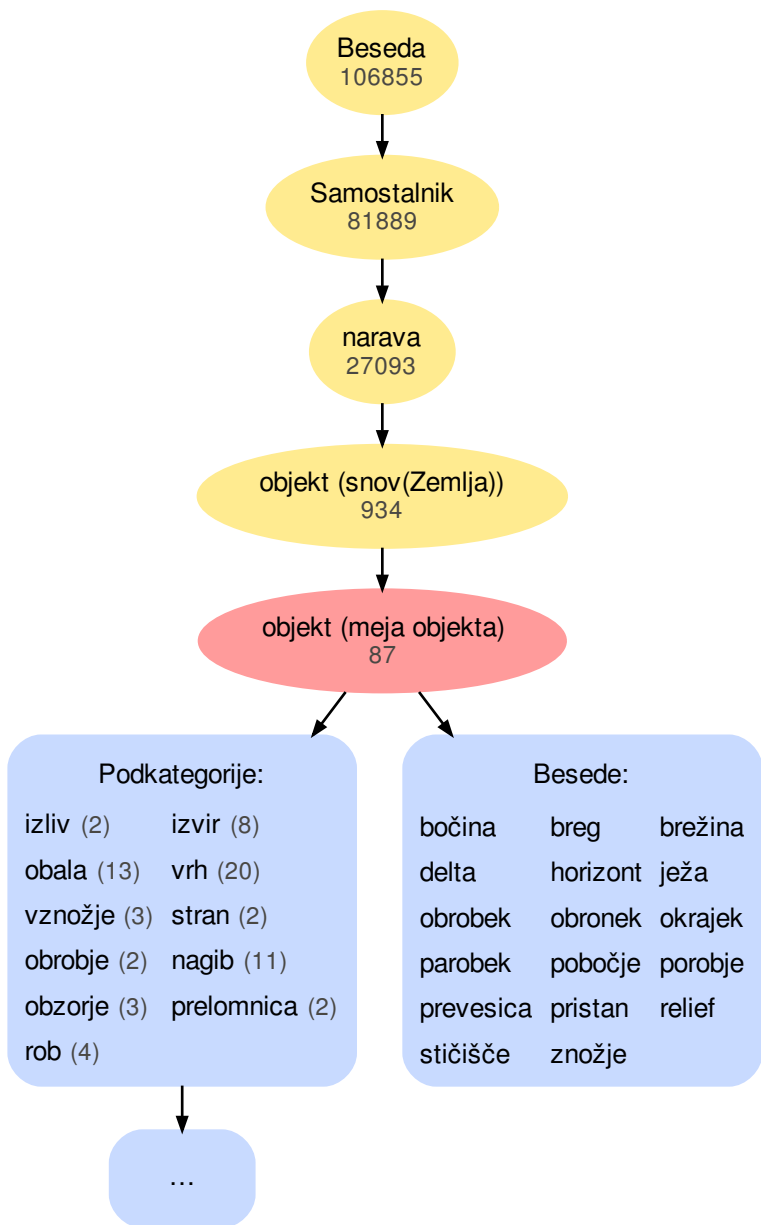 Beseda
106855
Samostalnik
81889
narava
27093
objekt (snov(Zemlja))
934
objekt (meja objekta)
87
Podkategorije:
izliv (2) izvir (8)
obala (13) vrh (20)
vznožje (3) stran (2)
obrobje (2) nagib (11)
obzorje (3) prelomnica (2)
rob (4)
...
Besede:
bočina breg brežina
delta horizont ježa
obrobek obronek okrajek
parobek pobočje porobje
prevesica pristan relief
stičišče znožje